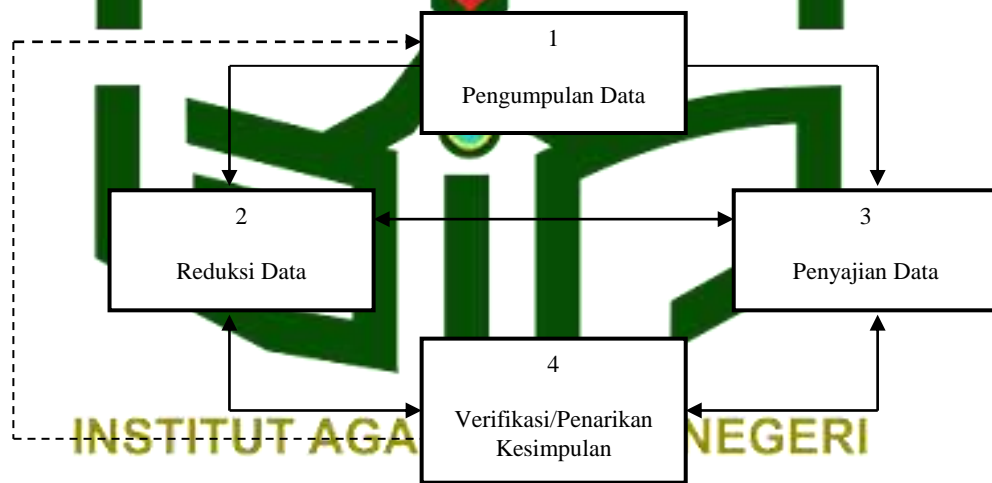 1
Pengumpulan Data
2
Reduksi Data
3
Penyajian Data
4
Verifikasi/Penarikan
Kesimpulan
INSTITUT AGA
NEGERI